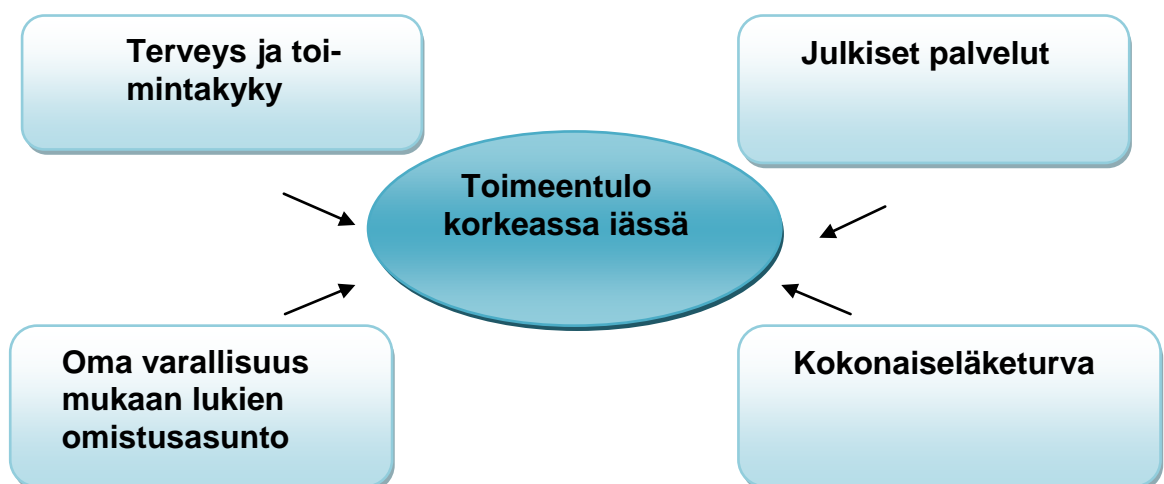 Terveys ja toi-
mintakyky
Julkiset palvelut
Toimeentulo
korkeassa iässä
Oma varallisuus
mukaan lukien
omistusasunto
Kokonaiseläketurva